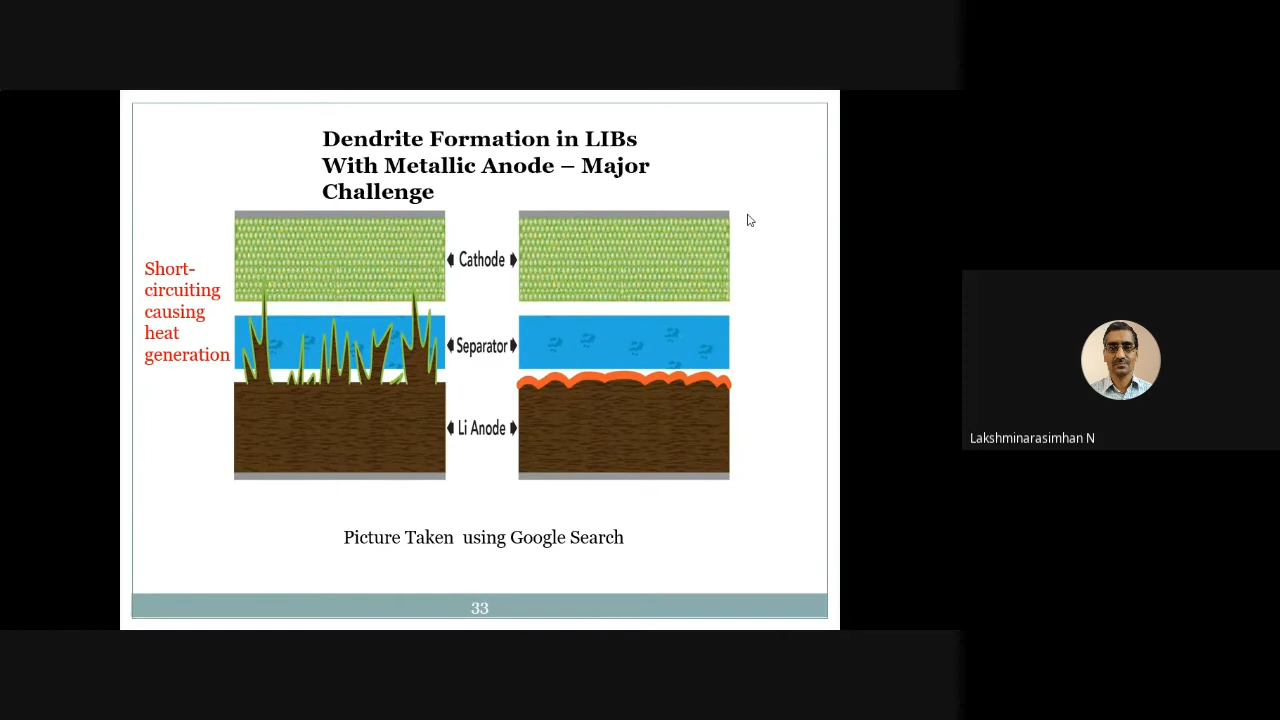 Dendrite Formation in LIBs
With Metallic Anode – Major
Challenge
Short-
circuiting
causing
heat
generation
Cathode
Separator
Li Anode
Picture Taken using Google Search
33
Lakshminarasimhan N